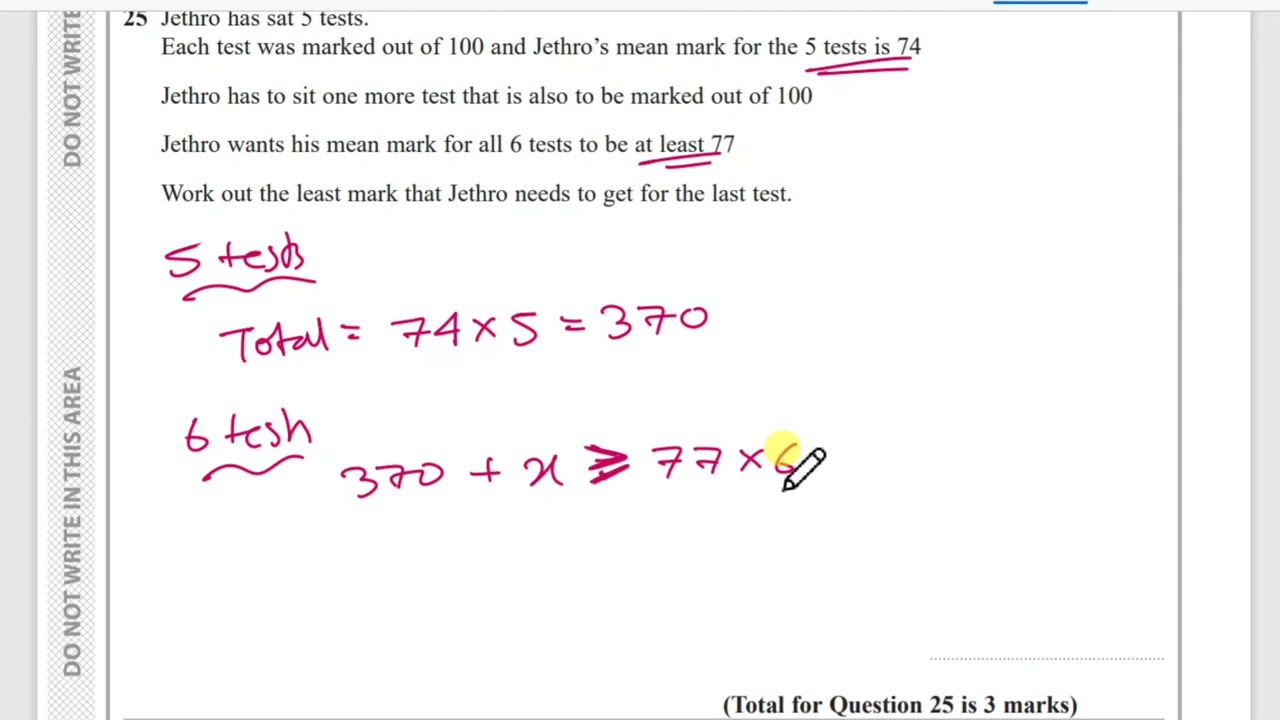 25 Jethro has sat 5 tests.
Each test was marked out of 100 and Jethro's mean mark for the 5 tests is 74
Jethro has to sit one more test that is also to be marked out of 100
Jethro wants his mean mark for all 6 tests to be at least 77
Work out the least mark that Jethro needs to get for the last test.
5 tests
Total = 74 × 5 = 370
6 tests
370 + x ≥ 77 × 6
(Total for Question 25 is 3 marks)
DO NOT WRITE
DO NOT WRITE IN THIS AREA